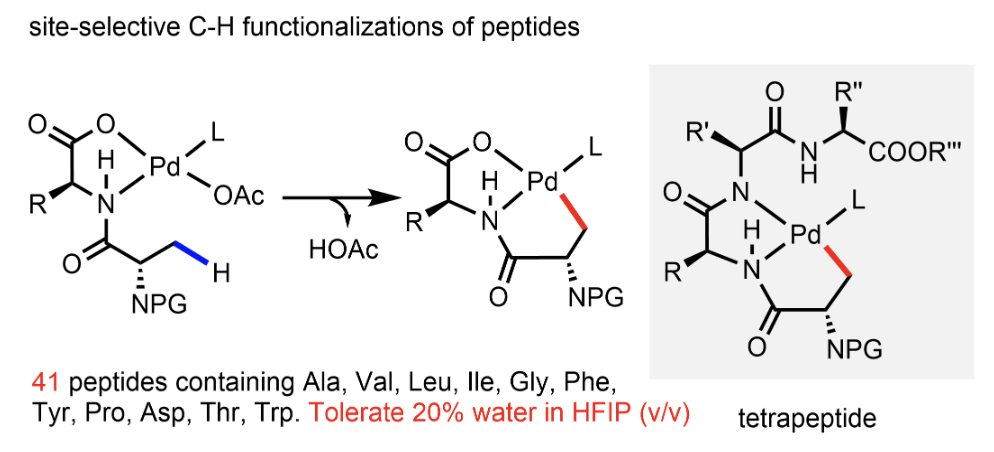 site-selective C-H functionalizations of peptides
O
O
L
H
Pd
R
N
OAc
O
H
NPG
HOAc
O
O
L
H
Pd
R
N
O
NPG
O
R''
R'
N
H
COOR'''
O
N
L
H
Pd
R
N
O
NPG
41 peptides containing Ala, Val, Leu, Ile, Gly, Phe,
Tyr, Pro, Asp, Thr, Trp. Tolerate 20% water in HFIP (v/v)
tetrapeptide